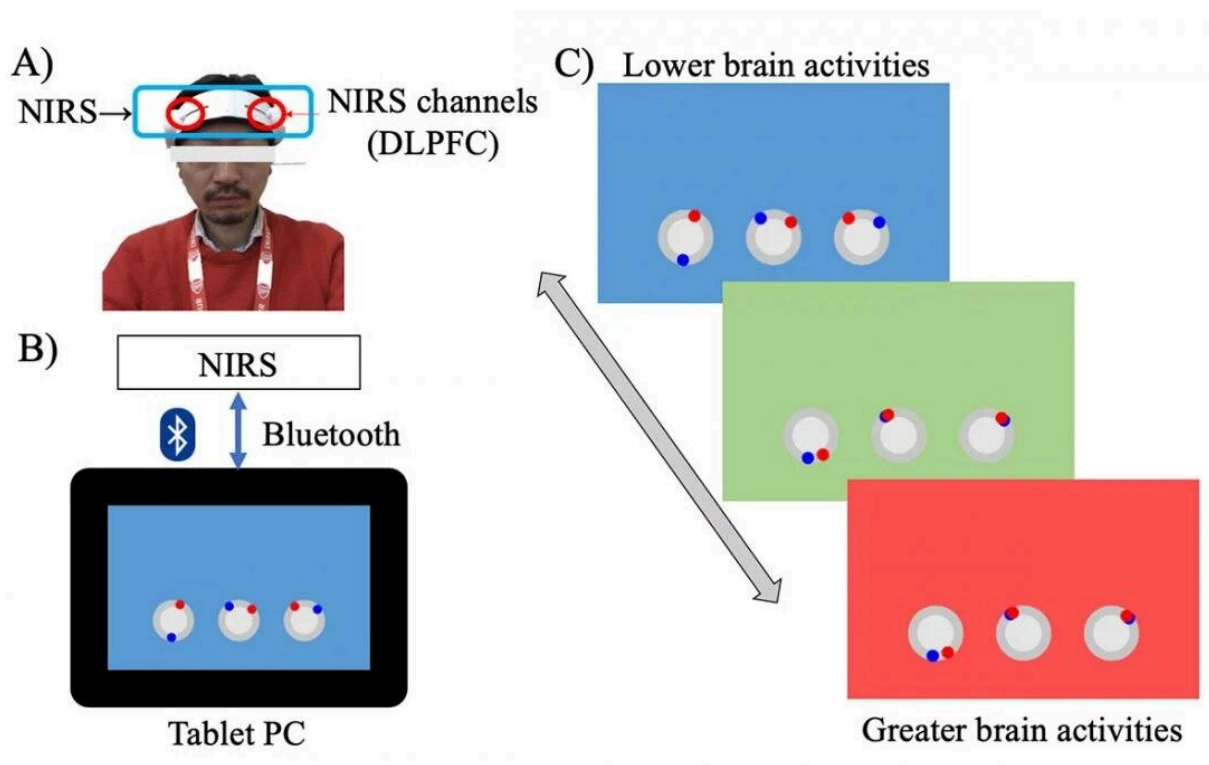 A)
NIRS→
NIRS channels
(DLPFC)
B)
NIRS
Bluetooth
Tablet PC
C)
Lower brain activities
Greater brain activities